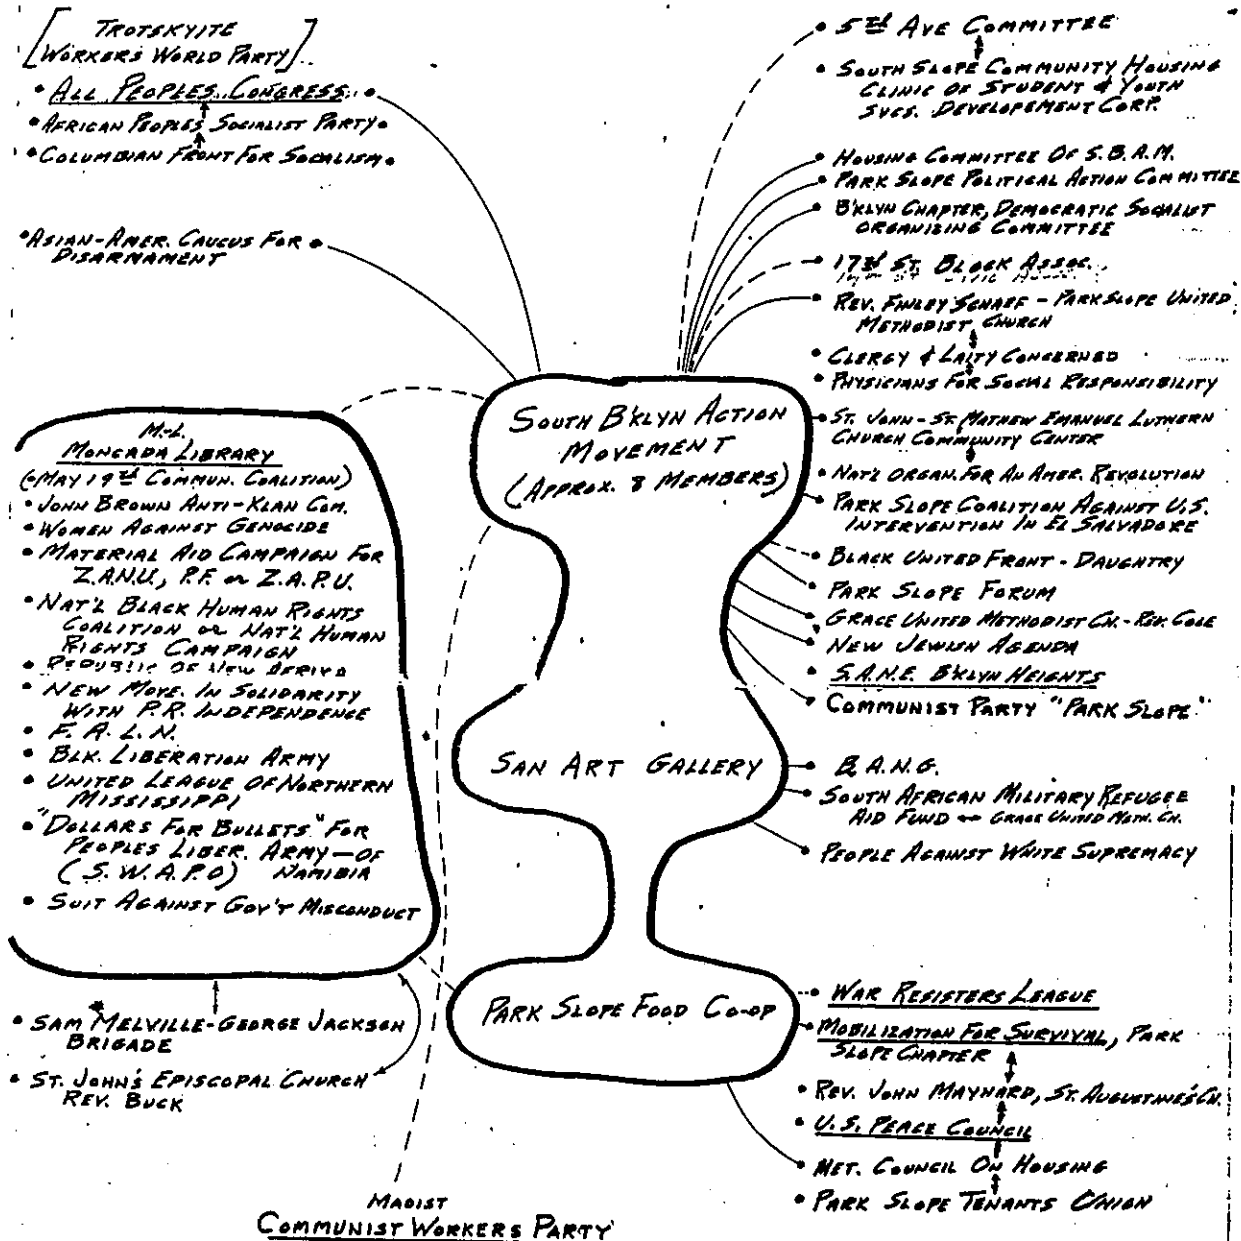 [TROTSKYITE
WORKERS WORLD PARTY]
• ALL PEOPLES CONGRESS •
• AFRICAN PEOPLES SOCIALIST PARTY •
• COLUMBIAN FRONT FOR SOCIALISM •
• ASIAN-AMER. CAUCUS FOR •
DISARMAMENT
• 5TH AVE COMMITTEE
• SOUTH SLOPE COMMUNITY HOUSING
CLINIC OF STUDENT & YOUTH
SVCS. DEVELOPEMENT CORP.
• HOUSING COMMITTEE OF S.B.A.M.
• PARK SLOPE POLITICAL ACTION COMMITTEE
• B'KLYN CHAPTER, DEMOCRATIC SOCIALIST
ORGANIZING COMMITTEE
• 17TH ST. BLOCK ASSOC.
• REV. FINLEY SCHAEF - PARK SLOPE UNITED
METHODIST CHURCH
• CLERGY & LAITY CONCERNED
• PHYSICIANS FOR SOCIAL RESPONSIBILITY
• ST. JOHN - ST. MATHEW EMANUEL LUTHERN
CHURCH COMMUNITY CENTER
• NAT'L ORGAN. FOR AN AMER. REVOLUTION
• PARK SLOPE COALITION AGAINST U.S.
INTERVENTION IN EL SALVADORE
• BLACK UNITED FRONT - DAUGHTRY
• PARK SLOPE FORUM
• GRACE UNITED METHODIST CH. - REV. COLE
• NEW JEWISH AGENDA
• S.A.N.E. B'KLYN HEIGHTS
• COMMUNIST PARTY "PARK SLOPE"
SOUTH B'KLYN ACTION
MOVEMENT
(APPROX. 8 MEMBERS)
M.-L.
MONCADA LIBRARY
(•MAY 19TH COMMUN. COALITION)
• JOHN BROWN ANTI-KLAN COM.
• WOMEN AGAINST GENOCIDE
• MATERIAL AID CAMPAIGN FOR
Z.A.N.U., P.F. OR Z.A.P.U.
• NAT'L BLACK HUMAN RIGHTS
COALITION OR NAT'L HUMAN
RIGHTS CAMPAIGN
• REPUBLIC OF NEW AFRIKA
• NEW MOVE. IN SOLIDARITY
WITH P.R. INDEPENDENCE
• F.A.L.N.
• BLK. LIBERATION ARMY
• UNITED LEAGUE OF NORTHERN
MISSISSIPPI
• "DOLLARS FOR BULLETS" FOR
PEOPLES LIBER. ARMY — OF
(S.W.A.P.O) NAMIBIA
• SUIT AGAINST GOV'T MISCONDUCT
SAN ART GALLERY
• B.A.N.G.
• SOUTH AFRICAN MILITARY REFUGEE
AID FUND ↔ GRACE UNITED METH. CH.
• PEOPLE AGAINST WHITE SUPREMACY
• SAM MELVILLE-GEORGE JACKSON
BRIGADE
• ST. JOHN'S EPISCOPAL CHURCH
REV. BUCK
PARK SLOPE FOOD CO-OP
• WAR RESISTERS LEAGUE
• MOBILIZATION FOR SURVIVAL, PARK
SLOPE CHAPTER
• REV. JOHN MAYNARD, ST. AUGUSTINE'S CH.
• U.S. PEACE COUNCIL
• MET. COUNCIL ON HOUSING
• PARK SLOPE TENANTS UNION
MAOIST
COMMUNIST WORKERS PARTY